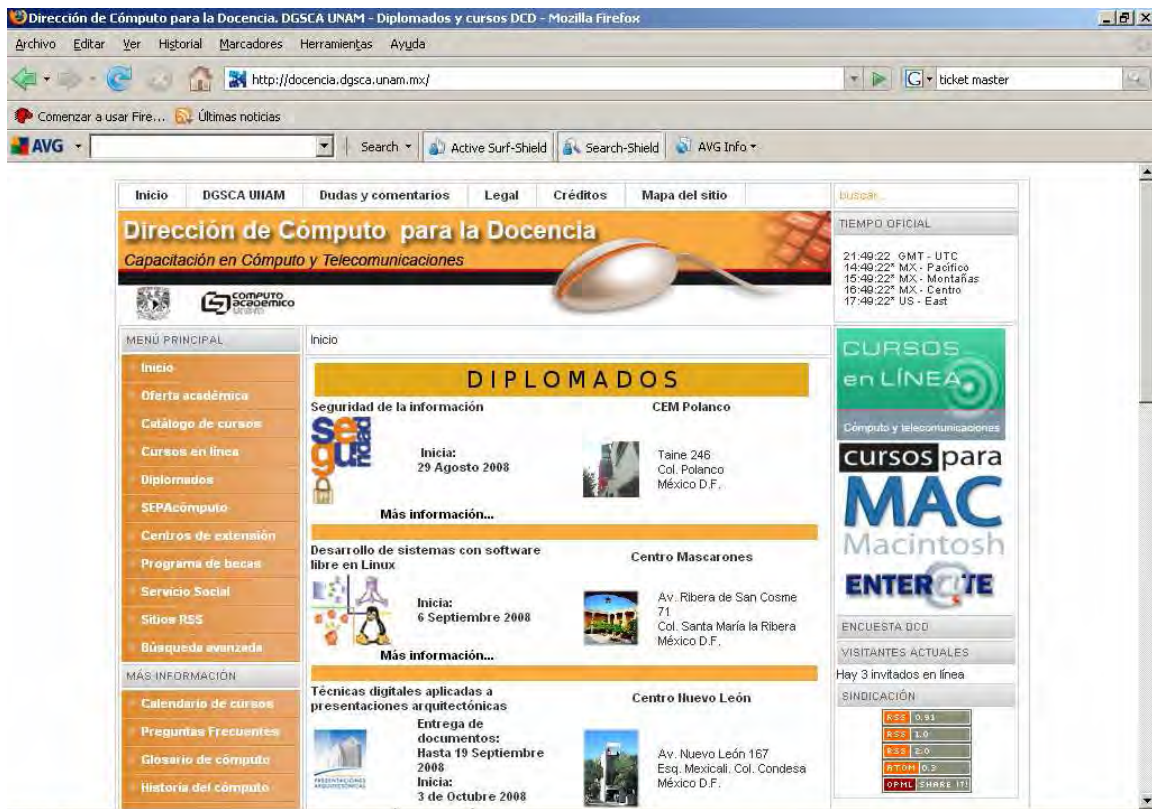 Dirección de Cómputo para la Docencia. DGSCA UNAM - Diplomados y cursos DCD - Mozilla Firefox
Archivo Editar Ver Historial Marcadores Herramientas Ayuda
http://docencia.dgsca.unam.mx/
ticket master
Comenzar a usar Fire... Últimas noticias
AVG Search Active Surf-Shield Search-Shield AVG Info
Inicio DGSCA UNAM Dudas y comentarios Legal Créditos Mapa del sitio
buscar...
Dirección de Cómputo para la Docencia
Capacitación en Cómputo y Telecomunicaciones
COMPUTO
academico
UNAM
TIEMPO OFICIAL
21:49:22 GMT - UTC
14:49:22* MX - Pacífico
15:49:22* MX - Montañas
16:49:22* MX - Centro
17:49:22* US - East
MENÚ PRINCIPAL
Inicio
Oferta académica
Catálogo de cursos
Cursos en línea
Diplomados
SEPAcómputo
Centros de extensión
Programa de becas
Servicio Social
Sitios RSS
Búsqueda avanzada
MÁS INFORMACIÓN
Calendario de cursos
Preguntas Frecuentes
Glosario de cómputo
Historia del cómputo
Inicio
DIPLOMADOS
Seguridad de la información
CEM Polanco
seguridad
Inicia:
29 Agosto 2008
Taine 246
Col. Polanco
México D.F.
Más información...
Desarrollo de sistemas con software
libre en Linux
Centro Mascarones
Inicia:
6 Septiembre 2008
Av. Ribera de San Cosme
71
Col. Santa María la Ribera
México D.F.
Más información...
Técnicas digitales aplicadas a
presentaciones arquitectónicas
Centro Nuevo León
PRESENTACIONES
ARQUITECTÓNICAS
Entrega de
documentos:
Hasta 19 Septiembre
2008
Inicia:
3 de Octubre 2008
Av. Nuevo León 167
Esq. Mexicali. Col. Condesa
México D.F.
CURSOS
en LÍNEA
Cómputo y telecomunicaciones
cursos para
MAC
Macintosh
ENTER@TE
ENCUESTA DCD
VISITANTES ACTUALES
Hay 3 invitados en línea
SINDICACIÓN
RSS 0.91
RSS 1.0
RSS 2.0
ATOM 0.3
OPML SHARE IT!